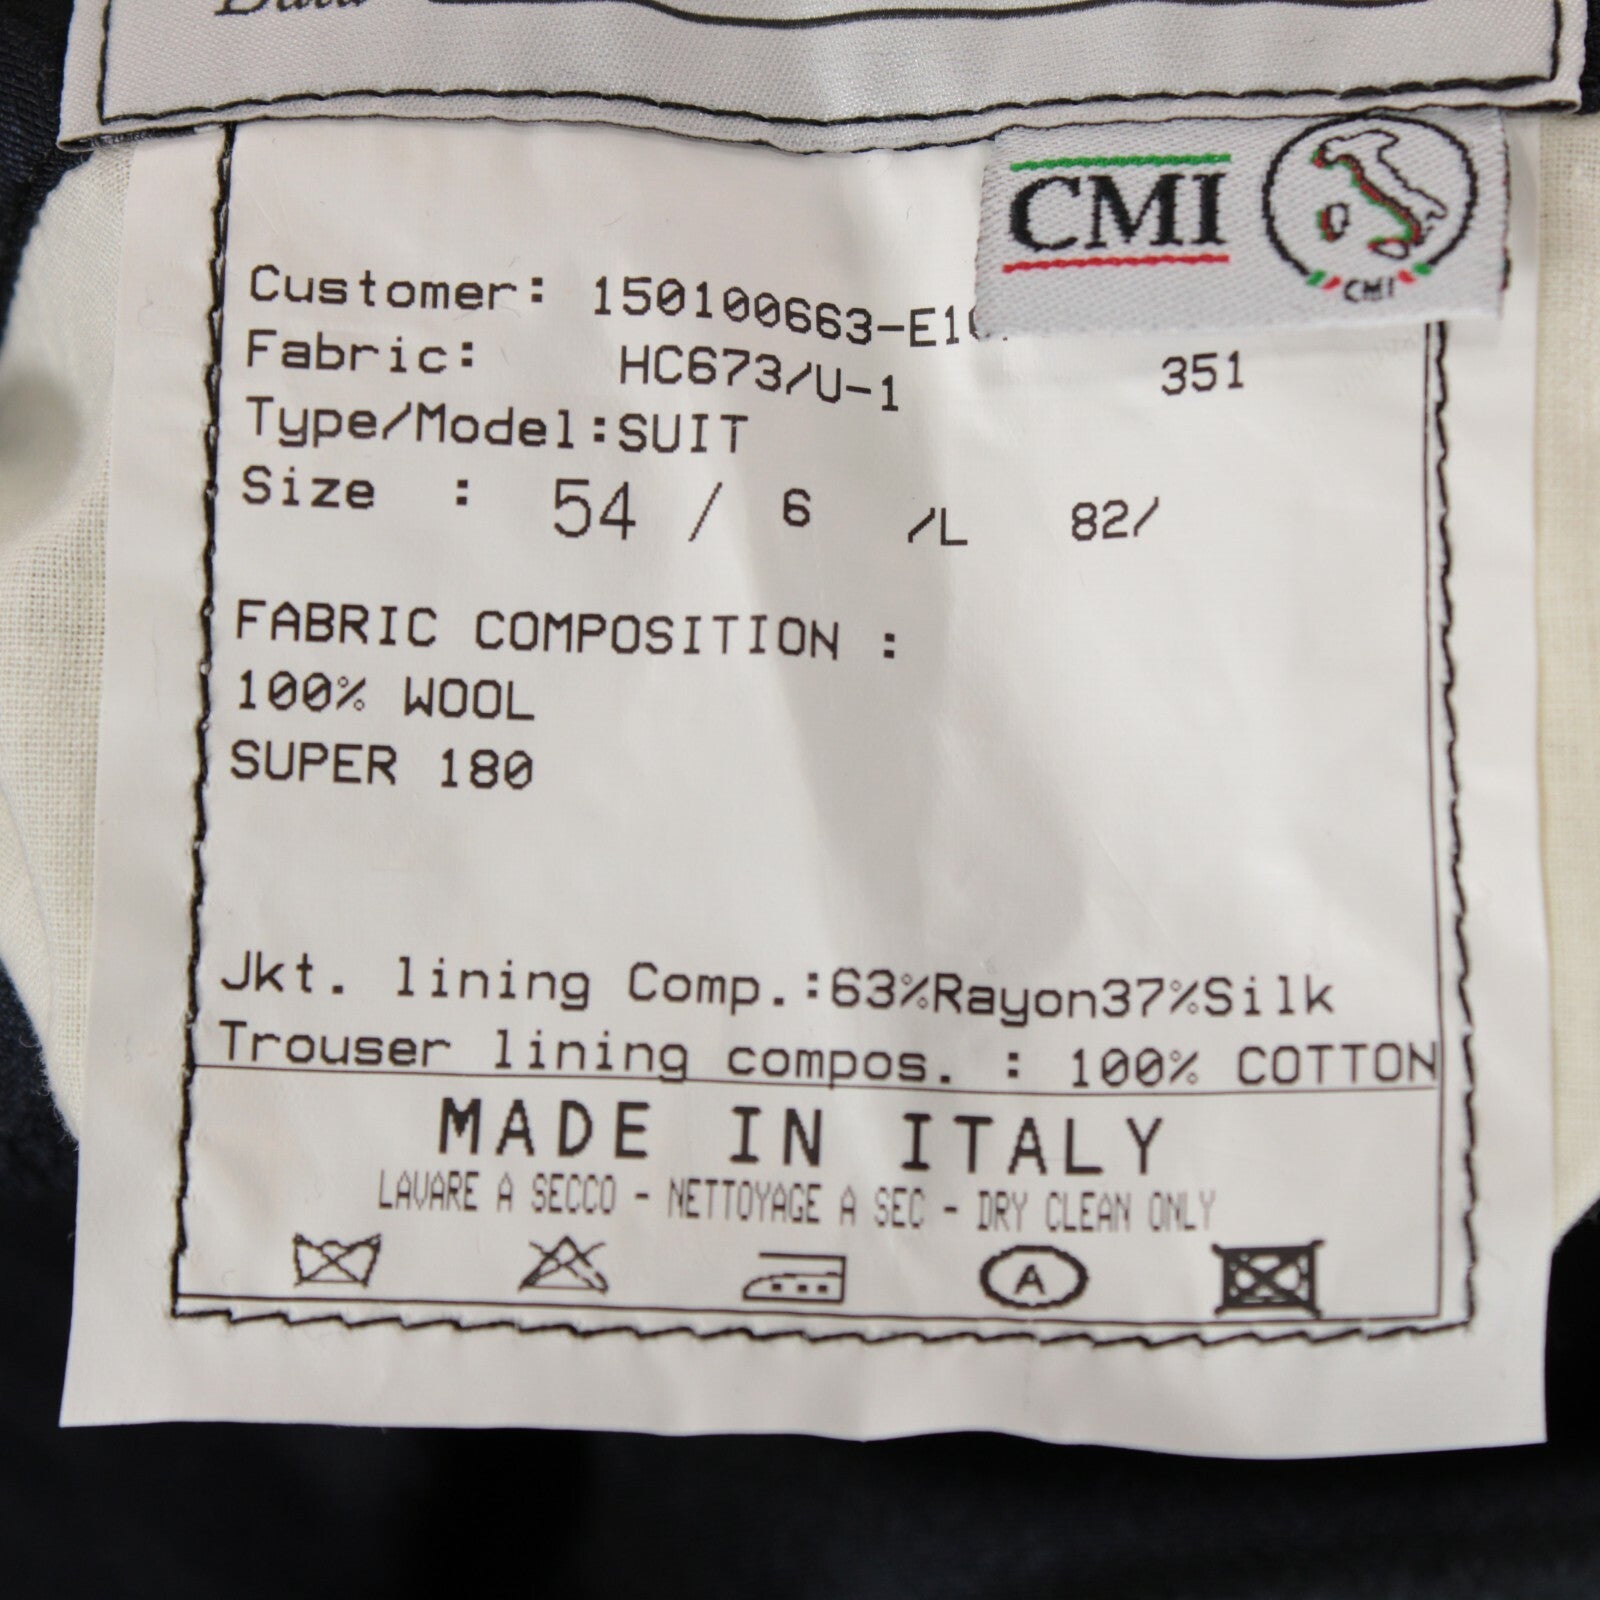 CMI
CMI
Customer: 150100663-E10
Fabric: HC673/U-1 351
Type/Model:SUIT
Size : 54 / 6 /L 82/
FABRIC COMPOSITION :
100% WOOL
SUPER 180
Jkt. lining Comp.:63%Rayon37%Silk
Trouser lining compos. : 100% COTTON
MADE IN ITALY
LAVARE A SECCO - NETTOYAGE A SEC - DRY CLEAN ONLY
A